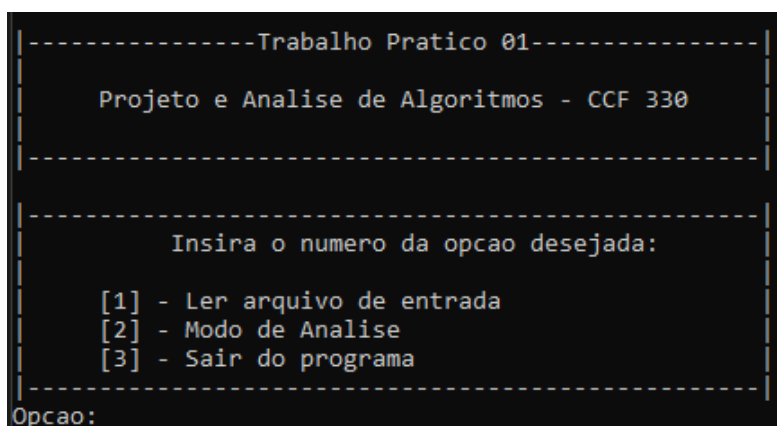 |----------------Trabalho Pratico 01----------------|
Projeto e Analise de Algoritmos - CCF 330
|---------------------------------------------------|
|---------------------------------------------------|
Insira o numero da opcao desejada:
[1] - Ler arquivo de entrada
[2] - Modo de Analise
[3] - Sair do programa
|---------------------------------------------------|
Opcao: